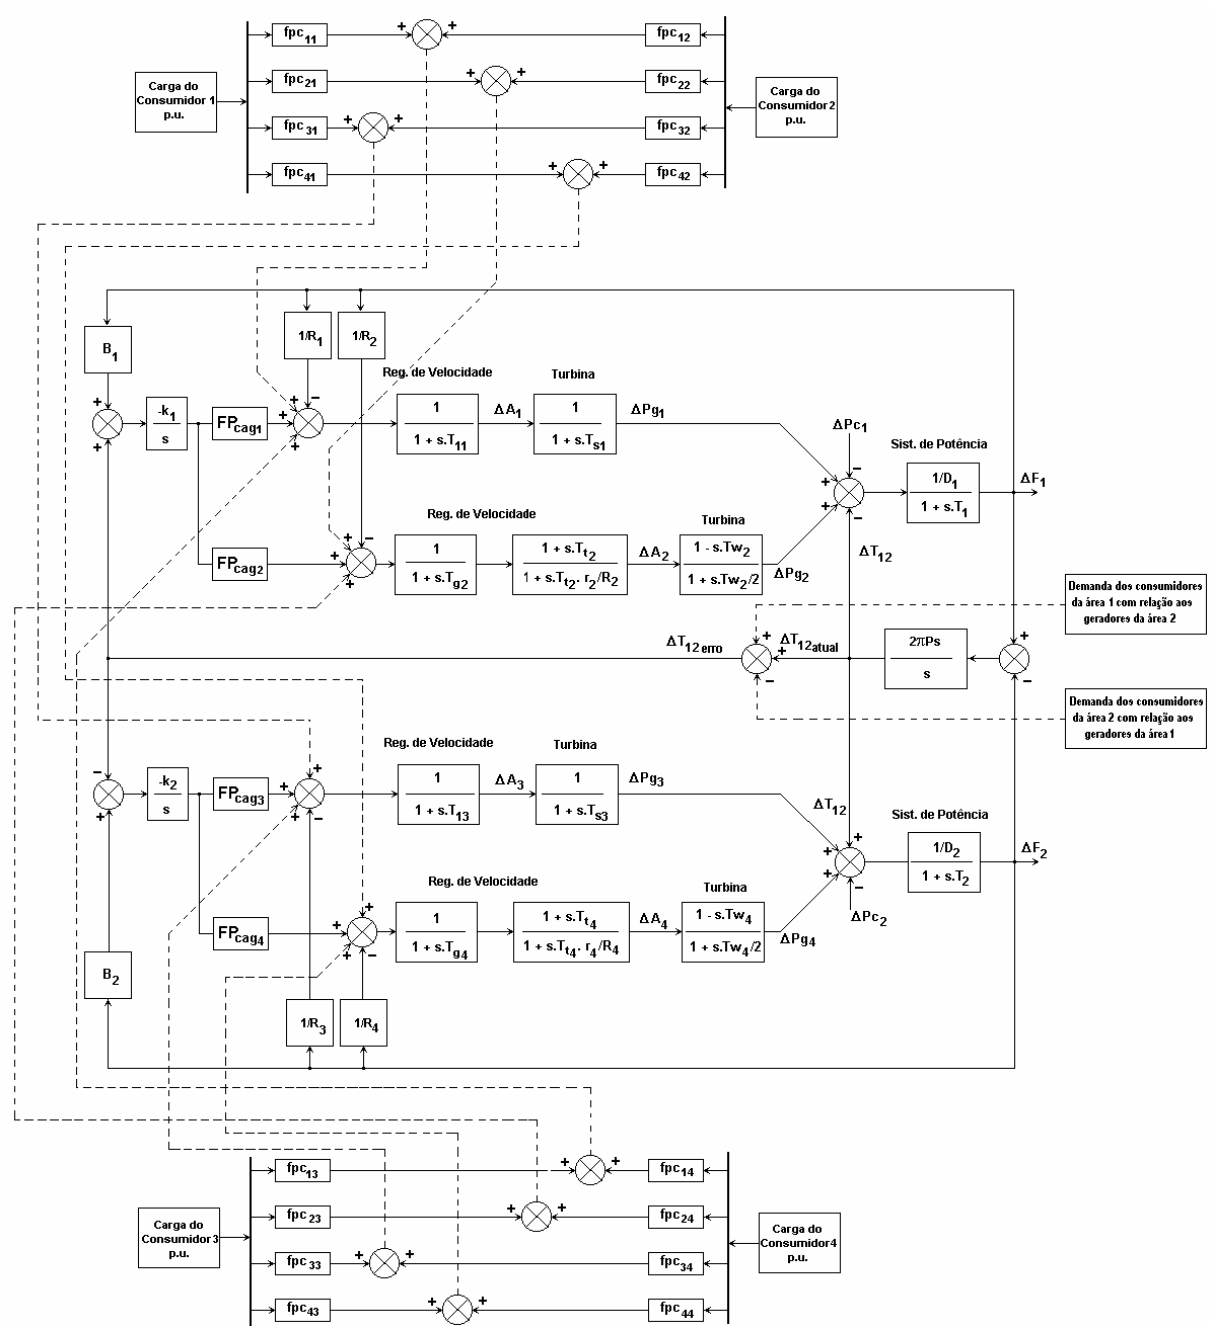 fpc11
+ +
fpc12
fpc21
+ +
fpc22
Carga do
Consumidor 1
p.u.
Carga do
Consumidor 2
p.u.
fpc31
+ +
fpc32
fpc41
+ +
fpc42
B1
1/R1
1/R2
Reg. de Velocidade
Turbina
+
+
-k1
s
FPcag1
+
+
−
+
1
1 + s.T11
ΔA1
1
1 + s.Ts1
ΔPg1
ΔPc1
−
Sist. de Potência
+
+
−
1/D1
1 + s.T1
ΔF1
Reg. de Velocidade
Turbina
FPcag2
+
+
−
+
1
1 + s.Tg2
1 + s.Tt2
1 + s.Tt2. r2/R2
ΔA2
1 - s.Tw2
1 + s.Tw2/2
ΔPg2
ΔT12
Demanda dos consumidores
da área 1 com relação aos
geradores da área 2
ΔT12 erro
+
+
−
ΔT12atual
2πPs
s
+
−
Demanda dos consumidores
da área 2 com relação aos
geradores da área 1
Reg. de Velocidade
Turbina
−
+
-k2
s
FPcag3
+
+
+
−
1
1 + s.T13
ΔA3
1
1 + s.Ts3
ΔPg3
ΔT12
Sist. de Potência
+
+
+
−
1/D2
1 + s.T2
ΔF2
Reg. de Velocidade
Turbina
FPcag4
+
+
+
−
1
1 + s.Tg4
1 + s.Tt4
1 + s.Tt4. r4/R4
ΔA4
1 - s.Tw4
1 + s.Tw4/2
ΔPg4
ΔPc2
B2
1/R3
1/R4
fpc13
+ +
fpc14
fpc23
+ +
fpc24
Carga do
Consumidor3
p.u.
Carga do
Consumidor4
p.u.
fpc33
+ +
fpc34
fpc43
+ +
fpc44